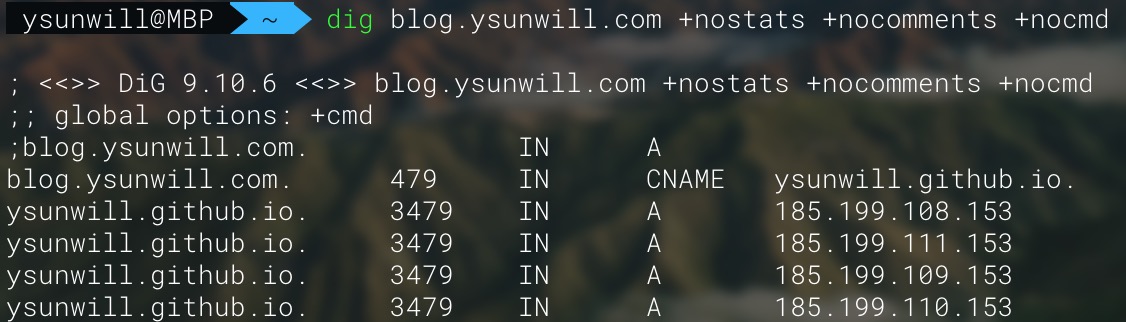 ysunwill@MBP ~ dig blog.ysunwill.com +nostats +nocomments +nocmd
; <<>> DiG 9.10.6 <<>> blog.ysunwill.com +nostats +nocomments +nocmd
;; global options: +cmd
;blog.ysunwill.com. IN A
blog.ysunwill.com. 479 IN CNAME ysunwill.github.io.
ysunwill.github.io. 3479 IN A 185.199.108.153
ysunwill.github.io. 3479 IN A 185.199.111.153
ysunwill.github.io. 3479 IN A 185.199.109.153
ysunwill.github.io. 3479 IN A 185.199.110.153